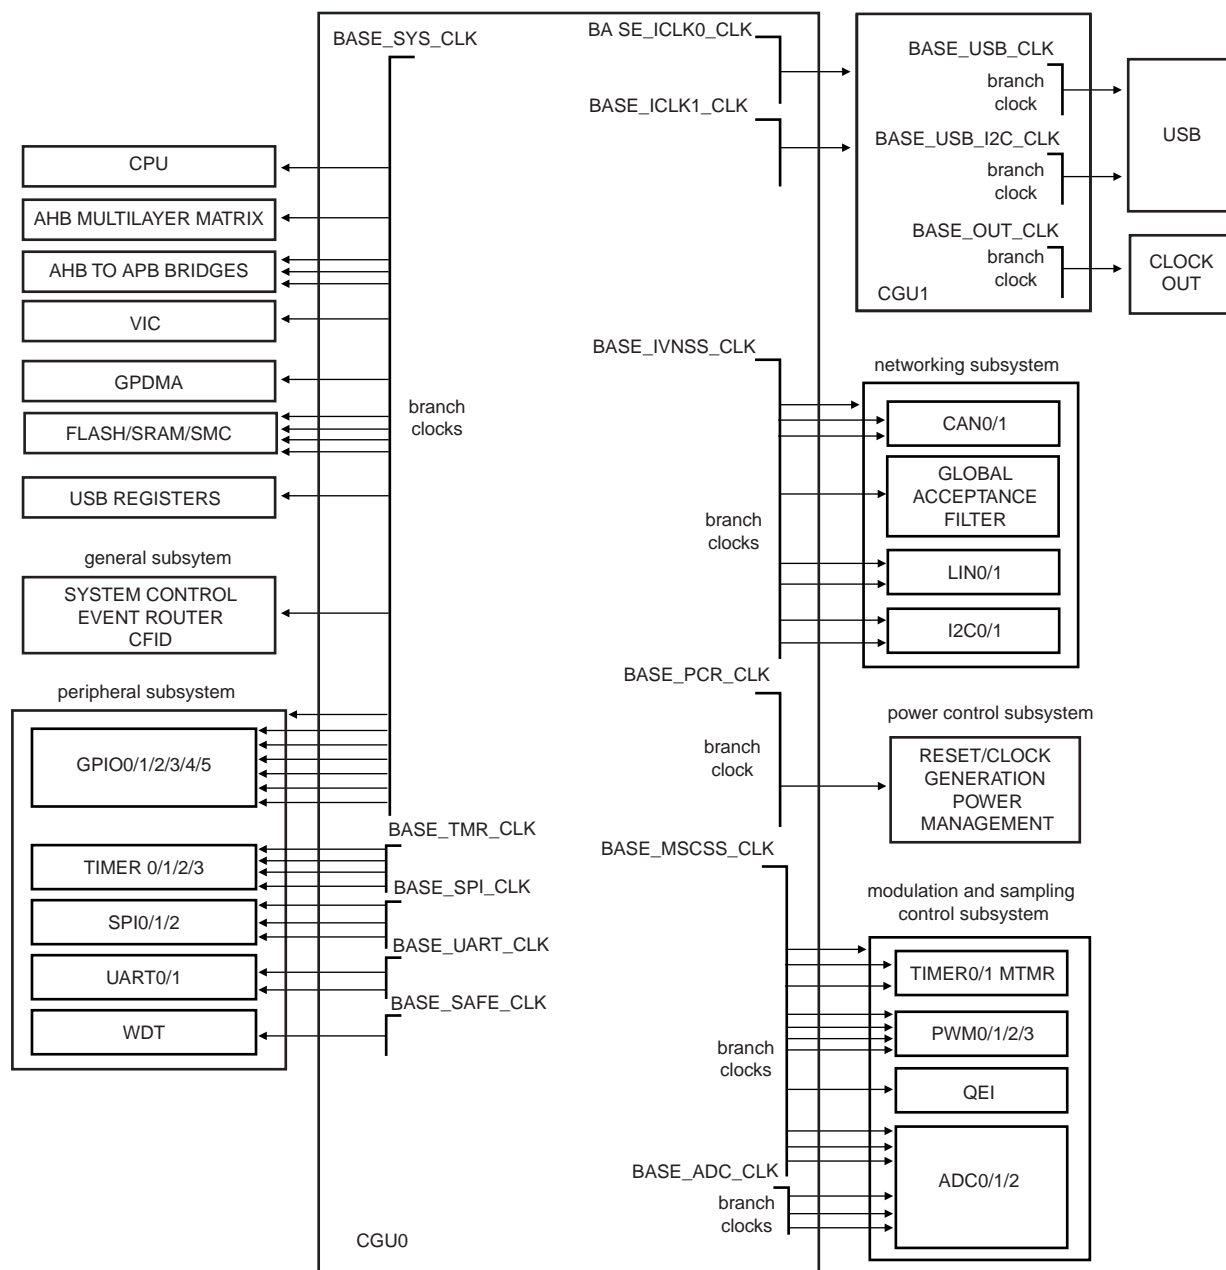 BASE_SYS_CLK
CPU
AHB MULTILAYER MATRIX
AHB TO APB BRIDGES
VIC
GPDMA
FLASH/SRAM/SMC
USB REGISTERS
branch
clocks
general subsytem
SYSTEM CONTROL
EVENT ROUTER
CFID
peripheral subsystem
GPIO0/1/2/3/4/5
BASE_TMR_CLK
TIMER 0/1/2/3
BASE_SPI_CLK
SPI0/1/2
BASE_UART_CLK
UART0/1
BASE_SAFE_CLK
WDT
CGU0
BA SE_ICLK0_CLK
BASE_ICLK1_CLK
BASE_USB_CLK
branch
clock
USB
BASE_USB_I2C_CLK
branch
clock
BASE_OUT_CLK
branch
clock
CLOCK
OUT
CGU1
BASE_IVNSS_CLK
networking subsystem
CAN0/1
GLOBAL
ACCEPTANCE
FILTER
branch
clocks
LIN0/1
I2C0/1
BASE_PCR_CLK
power control subsystem
branch
clock
RESET/CLOCK
GENERATION
POWER
MANAGEMENT
BASE_MSCSS_CLK
modulation and sampling
control subsystem
TIMER0/1 MTMR
PWM0/1/2/3
branch
clocks
QEI
BASE_ADC_CLK
ADC0/1/2
branch
clocks